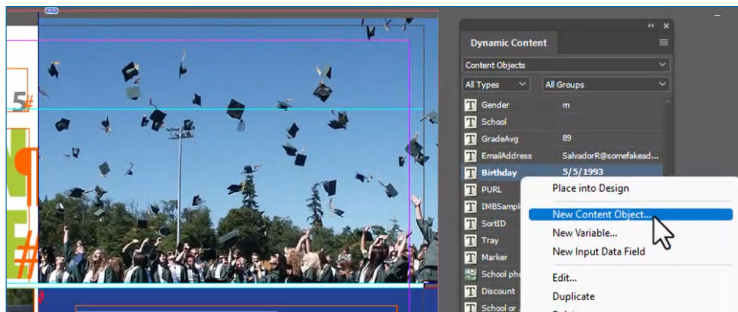 5#
Dynamic Content
Content Objects
All Types
All Groups
Gender m
School
GradeAvg 89
EmailAddress SalvadorR@somefakead...
Birthday 5/5/1993
PURL
Place into Design
IMBSampl
New Content Object...
SortID
New Variable...
Tray
New Input Data Field
Marker
School ph
Edit...
Discount
Duplicate
School or
¶
#